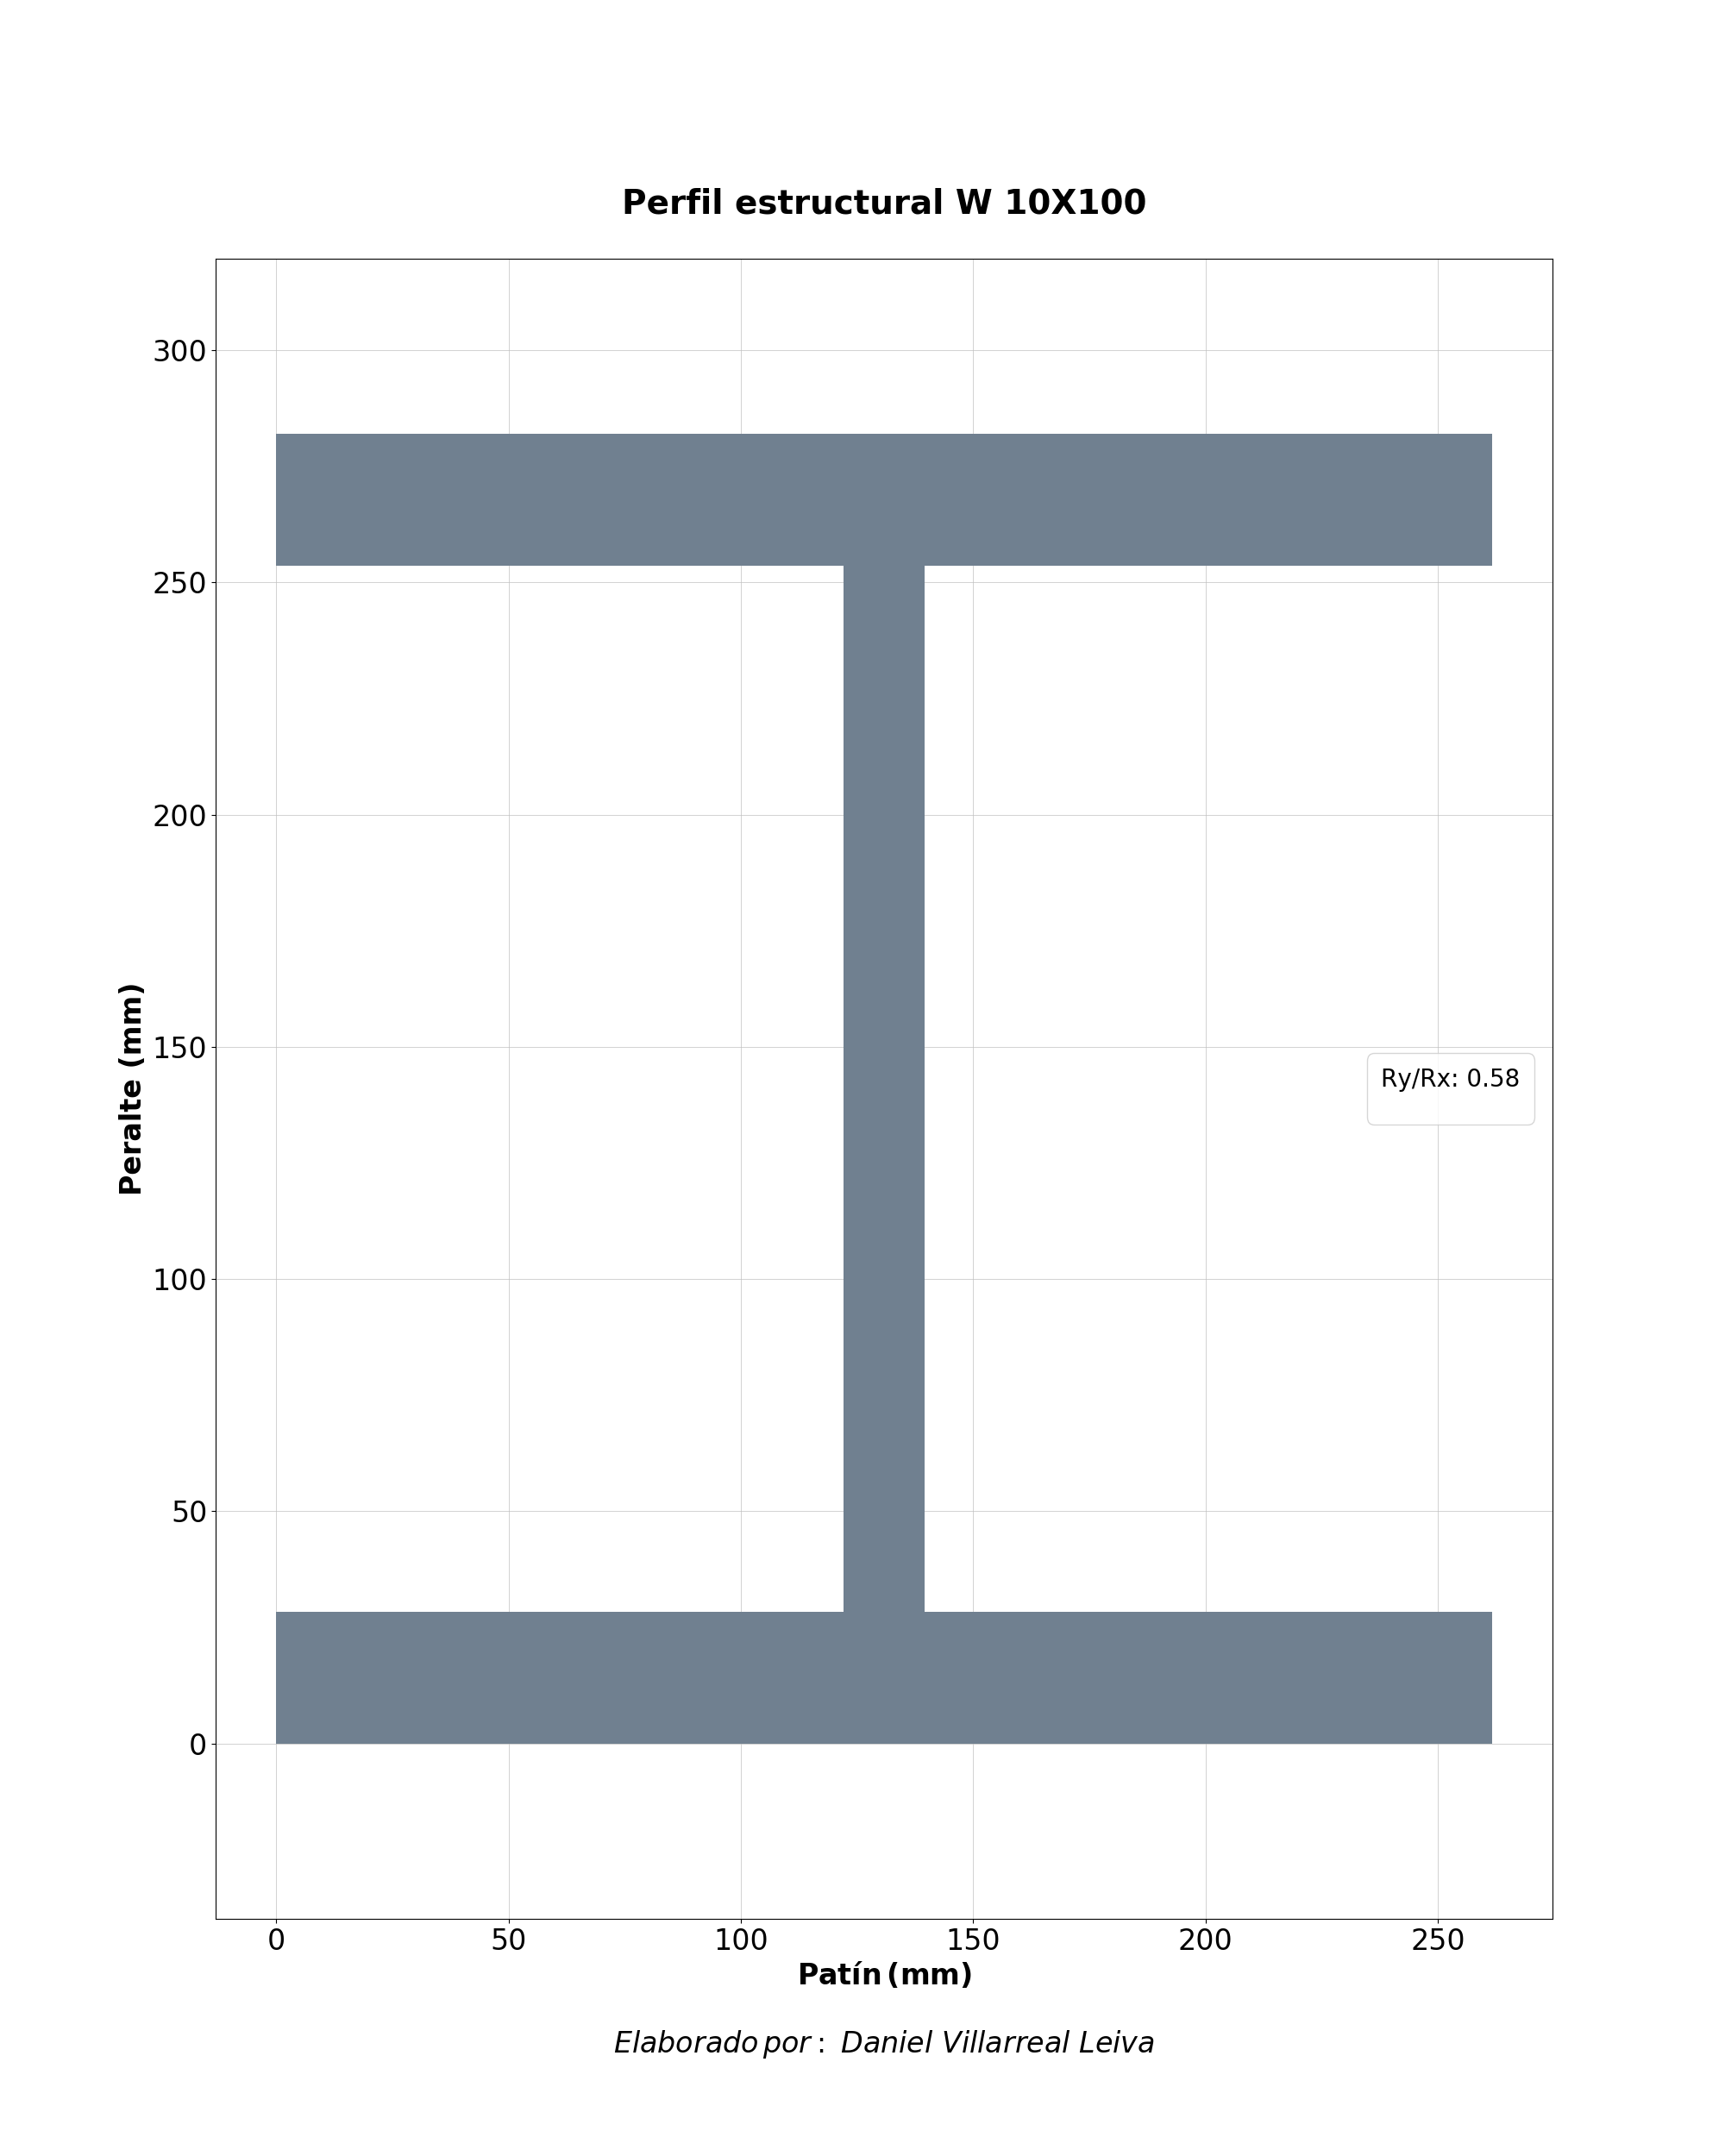 Perfil estructural W 10X100
300
250
200
150
100
50
0
Peralte (mm)
Ry/Rx: 0.58
0 50 100 150 200 250
Patín (mm)
Elaborado por: Daniel Villarreal Leiva